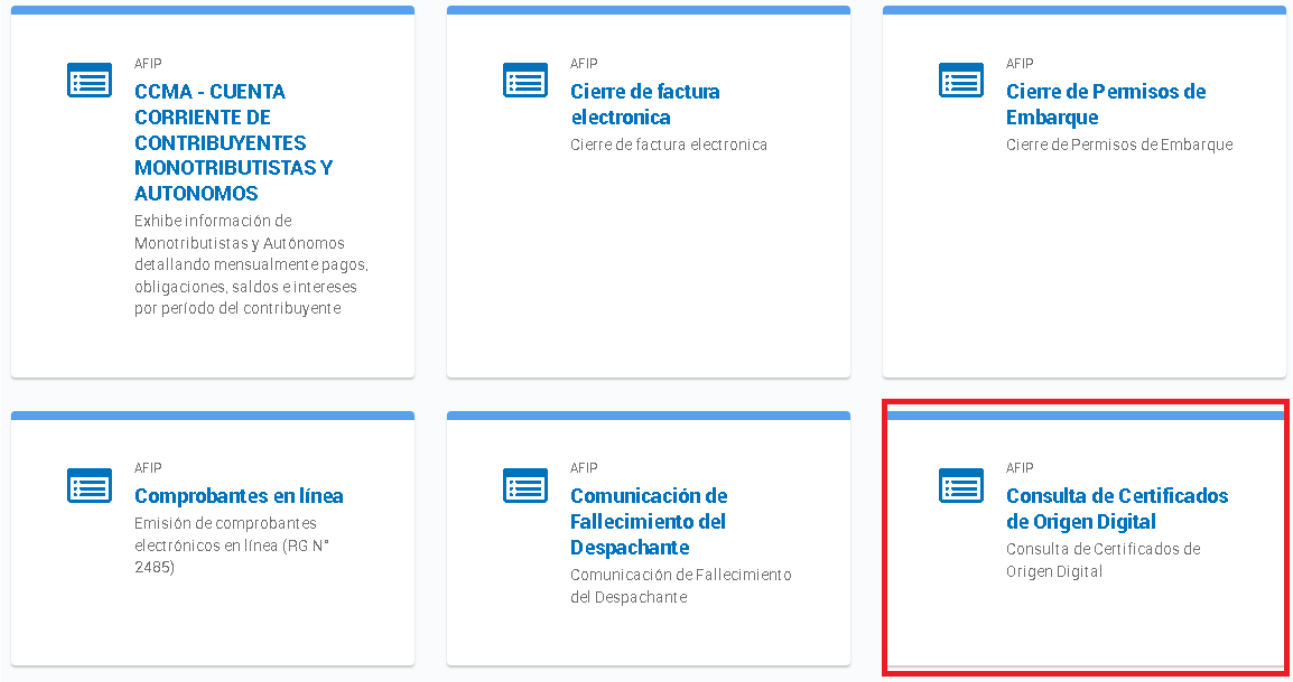 AFIP
CCMA - CUENTA
CORRIENTE DE
CONTRIBUYENTES
MONOTRIBUTISTAS Y
AUTONOMOS
Exhibe información de
Monotributistas y Autónomos
detallando mensualmente pagos,
obligaciones, saldos e intereses
por período del contribuyente
AFIP
Cierre de factura
electronica
Cierre de factura electronica
AFIP
Cierre de Permisos de
Embarque
Cierre de Permisos de Embarque
AFIP
Comprobantes en línea
Emisión de comprobantes
electrónicos en línea (RG N°
2485)
AFIP
Comunicación de
Fallecimiento del
Despachante
Comunicación de Fallecimiento
del Despachante
AFIP
Consulta de Certificados
de Origen Digital
Consulta de Certificados de
Origen Digital